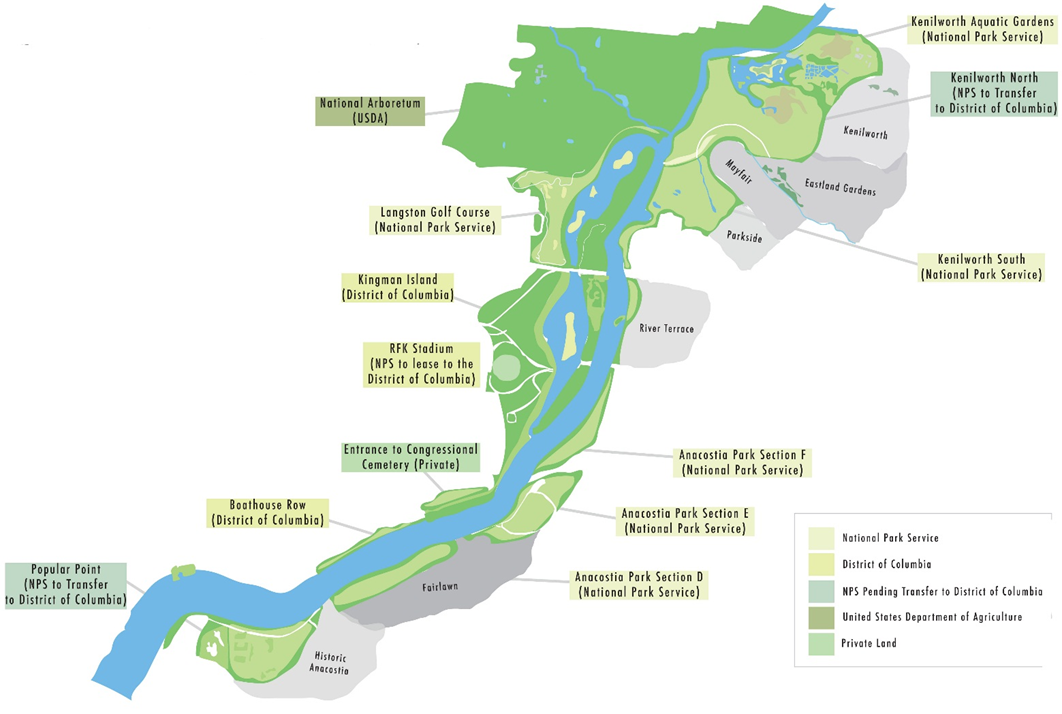 Kenilworth Aquatic Gardens
(National Park Service)
Kenilworth North
(NPS to Transfer
to District of Columbia)
National Arboretum
(USDA)
Kenilworth
Mayfair
Eastland Gardens
Langston Golf Course
(National Park Service)
Parkside
Kenilworth South
(National Park Service)
Kingman Island
(District of Columbia)
River Terrace
RFK Stadium
(NPS to lease to the
District of Columbia)
Entrance to Congressional
Cemetery (Private)
Anacostia Park Section F
(National Park Service)
Boathouse Row
(District of Columbia)
Anacostia Park Section E
(National Park Service)
Popular Point
(NPS to Transfer
to District of Columbia)
Fairlawn
Anacostia Park Section D
(National Park Service)
Historic
Anacostia
National Park Service
District of Columbia
NPS Pending Transfer to District of Columbia
United States Department of Agriculture
Private Land